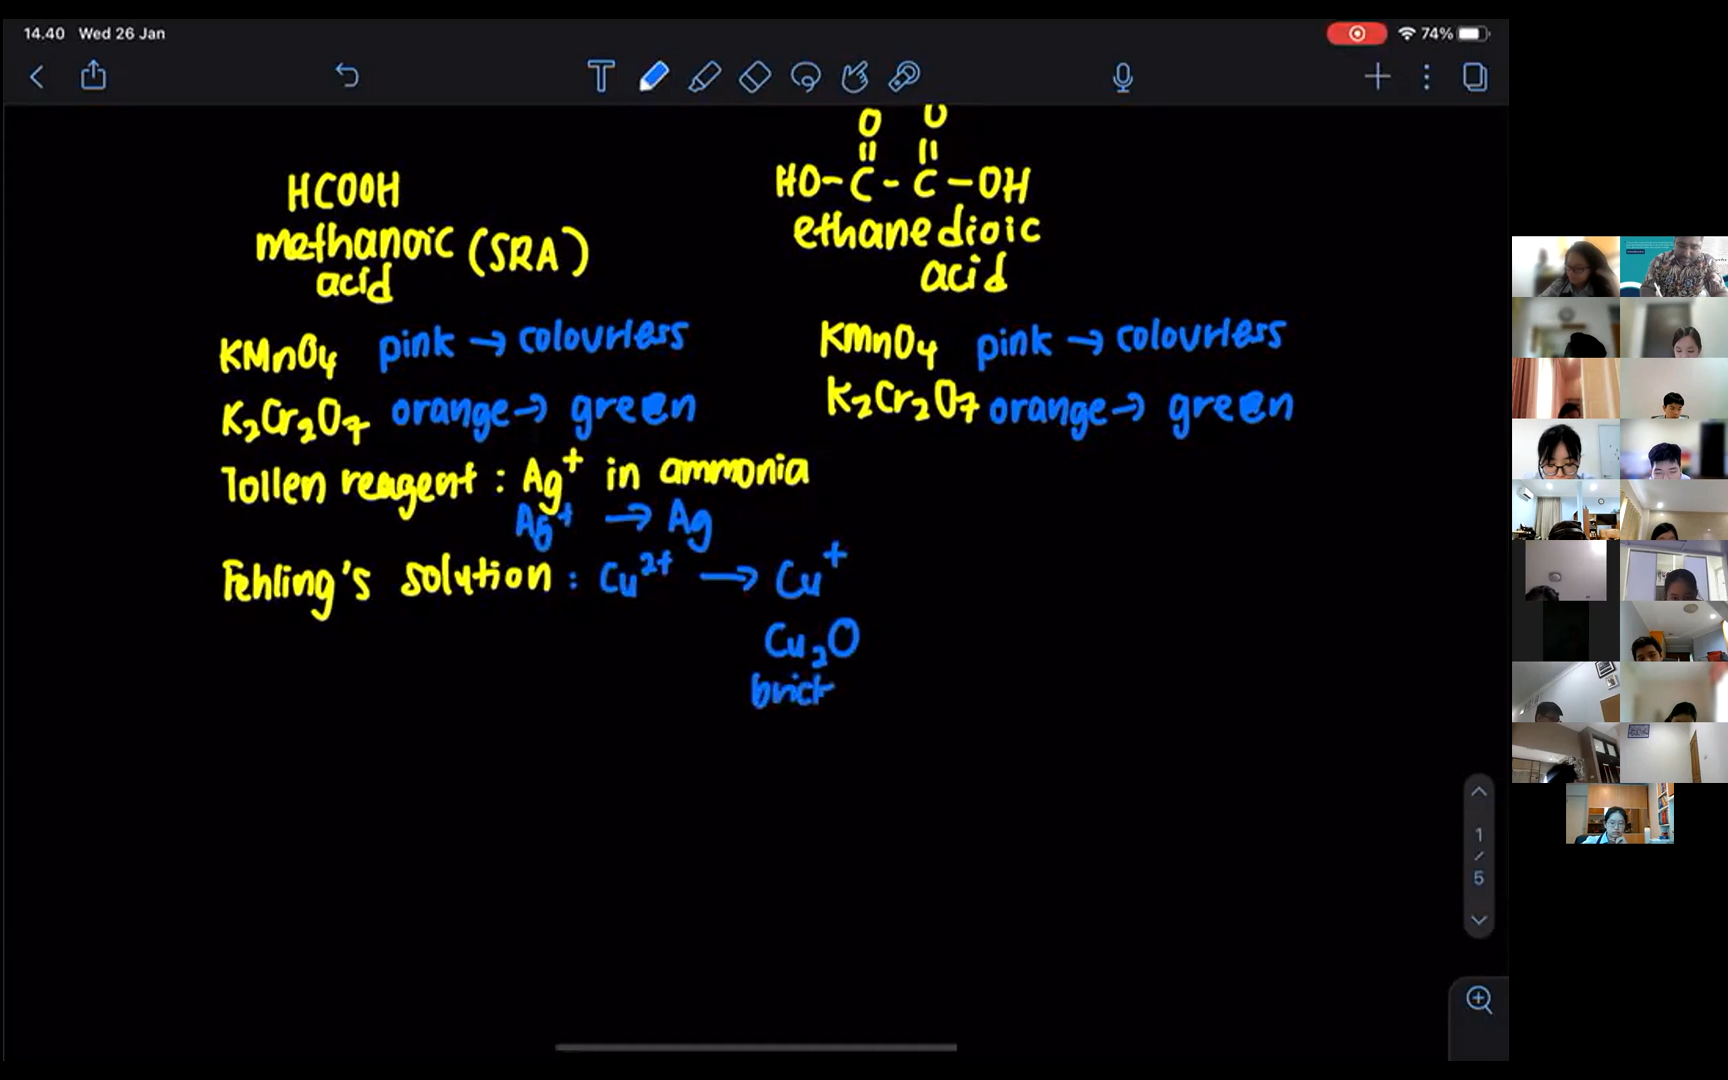 14.40 Wed 26 Jan
74%
HCOOH
methanoic (SRA)
acid
KMnO4 pink → colourless
K2Cr2O7 orange → green
Tollen reagent : Ag+ in ammonia
Ag+ → Ag
Fehling's solution : Cu2+ → Cu+
Cu2O
brick
O O
HO-C-C-OH
ethanedioic
acid
KMnO4 pink → colourless
K2Cr2O7 orange → green
1
/
5